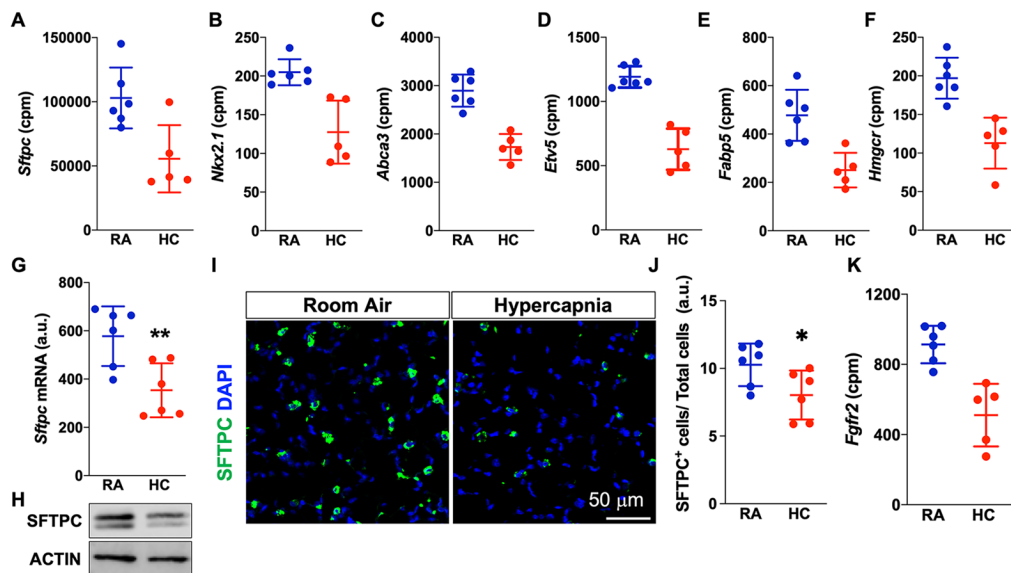 A
Sftpc (cpm)
150000
100000
50000
0
RA HC
B
Nkx2.1 (cpm)
250
200
150
100
50
0
RA HC
C
Abca3 (cpm)
4000
3000
2000
1000
0
RA HC
D
Etv5 (cpm)
1500
1000
500
0
RA HC
E
Fabp5 (cpm)
800
600
400
200
0
RA HC
F
Hmgcr (cpm)
250
200
150
100
50
0
RA HC
G
Sftpc mRNA (a.u.)
800
600
400
200
0
**
RA HC
H
SFTPC
ACTIN
I
Room Air Hypercapnia
SFTPC DAPI
50 μm
J
SFTPC+ cells/ Total cells (a.u.)
15
10
5
0
*
RA HC
K
Fgfr2 (cpm)
1200
800
400
0
RA HC